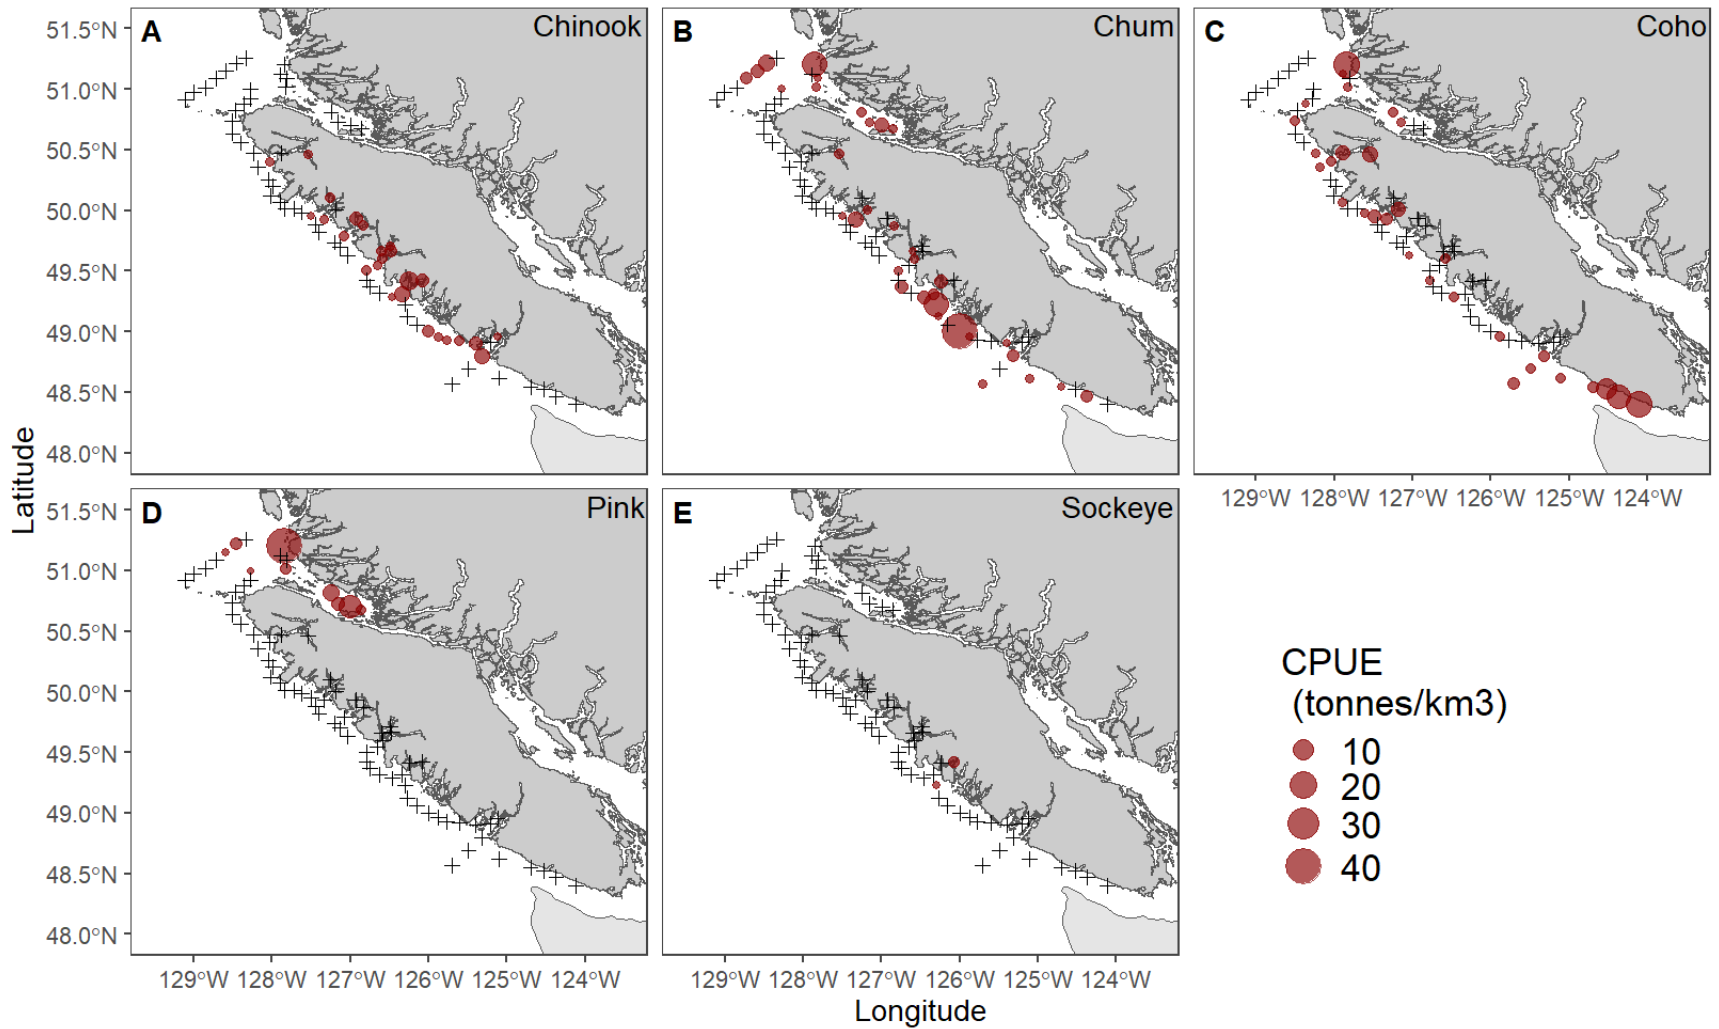 A Chinook
B Chum
C Coho
51.5°N
51.0°N
50.5°N
50.0°N
49.5°N
49.0°N
48.5°N
48.0°N
129°W 128°W 127°W 126°W 125°W 124°W
Latitude
D Pink
E Sockeye
51.5°N
51.0°N
50.5°N
50.0°N
49.5°N
49.0°N
48.5°N
48.0°N
129°W 128°W 127°W 126°W 125°W 124°W
129°W 128°W 127°W 126°W 125°W 124°W
Longitude
CPUE
(tonnes/km3)
10
20
30
40